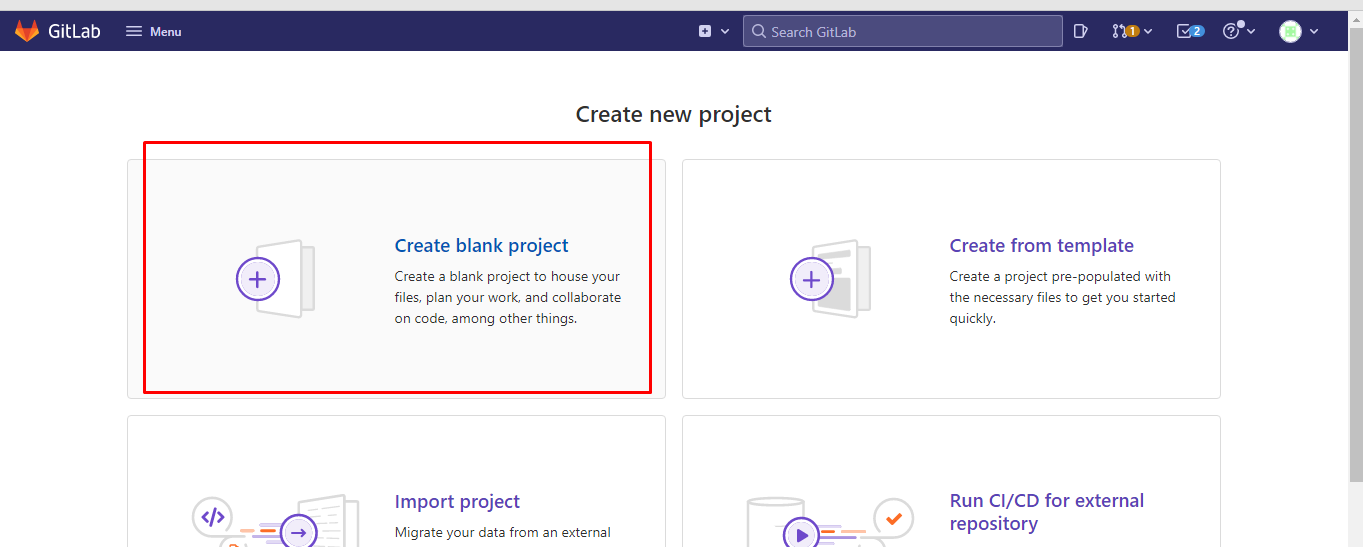 GitLab Menu Search GitLab 1 2
Create new project
Create blank project
Create a blank project to house your
files, plan your work, and collaborate
on code, among other things.
Create from template
Create a project pre-populated with
the necessary files to get you started
quickly.
Import project
Migrate your data from an external
Run CI/CD for external
repository